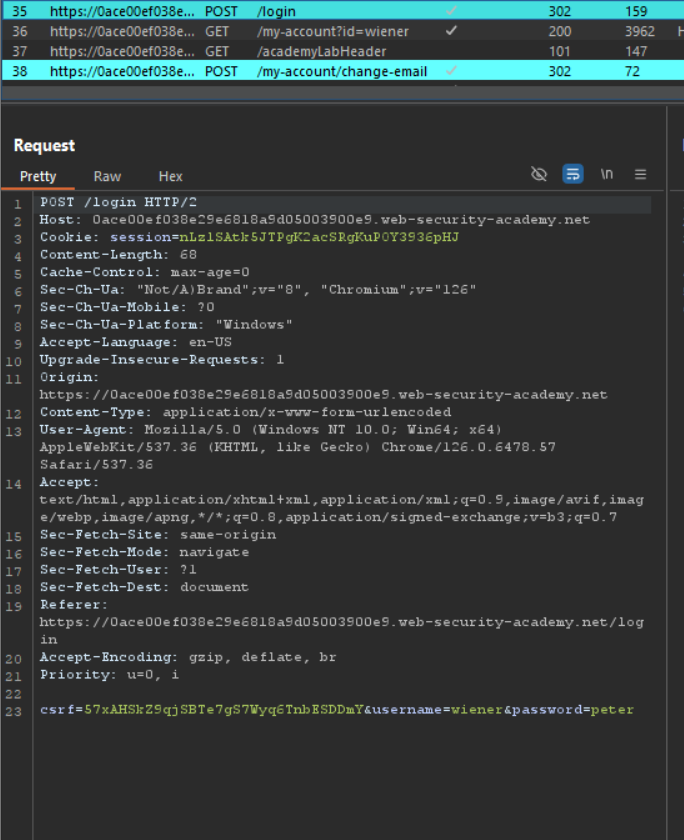 35 https://0ace00ef038e... POST /login 302 159
36 https://0ace00ef038e... GET /my-account?id=wiener 200 3962 H
37 https://0ace00ef038e... GET /academyLabHeader 101 147
38 https://0ace00ef038e... POST /my-account/change-email 302 72
Request
Pretty Raw Hex \n
1 POST /login HTTP/2
2 Host: 0ace00ef038e29e6818a9d05003900e9.web-security-academy.net
3 Cookie: session=nLzlSAtk5JTPgK2acSRgKuP0Y3936pHJ
4 Content-Length: 68
5 Cache-Control: max-age=0
6 Sec-Ch-Ua: "Not/A)Brand";v="8", "Chromium";v="126"
7 Sec-Ch-Ua-Mobile: ?0
8 Sec-Ch-Ua-Platform: "Windows"
9 Accept-Language: en-US
10 Upgrade-Insecure-Requests: 1
11 Origin:
https://0ace00ef038e29e6818a9d05003900e9.web-security-academy.net
12 Content-Type: application/x-www-form-urlencoded
13 User-Agent: Mozilla/5.0 (Windows NT 10.0; Win64; x64)
AppleWebKit/537.36 (KHTML, like Gecko) Chrome/126.0.6478.57
Safari/537.36
14 Accept:
text/html,application/xhtml+xml,application/xml;q=0.9,image/avif,imag
e/webp,image/apng,*/*;q=0.8,application/signed-exchange;v=b3;q=0.7
15 Sec-Fetch-Site: same-origin
16 Sec-Fetch-Mode: navigate
17 Sec-Fetch-User: ?1
18 Sec-Fetch-Dest: document
19 Referer:
https://0ace00ef038e29e6818a9d05003900e9.web-security-academy.net/log
in
20 Accept-Encoding: gzip, deflate, br
21 Priority: u=0, i
22
23 csrf=57xAHSkZ9qjSBTe7gS7Wyq6TnbESDDmY&username=wiener&password=peter